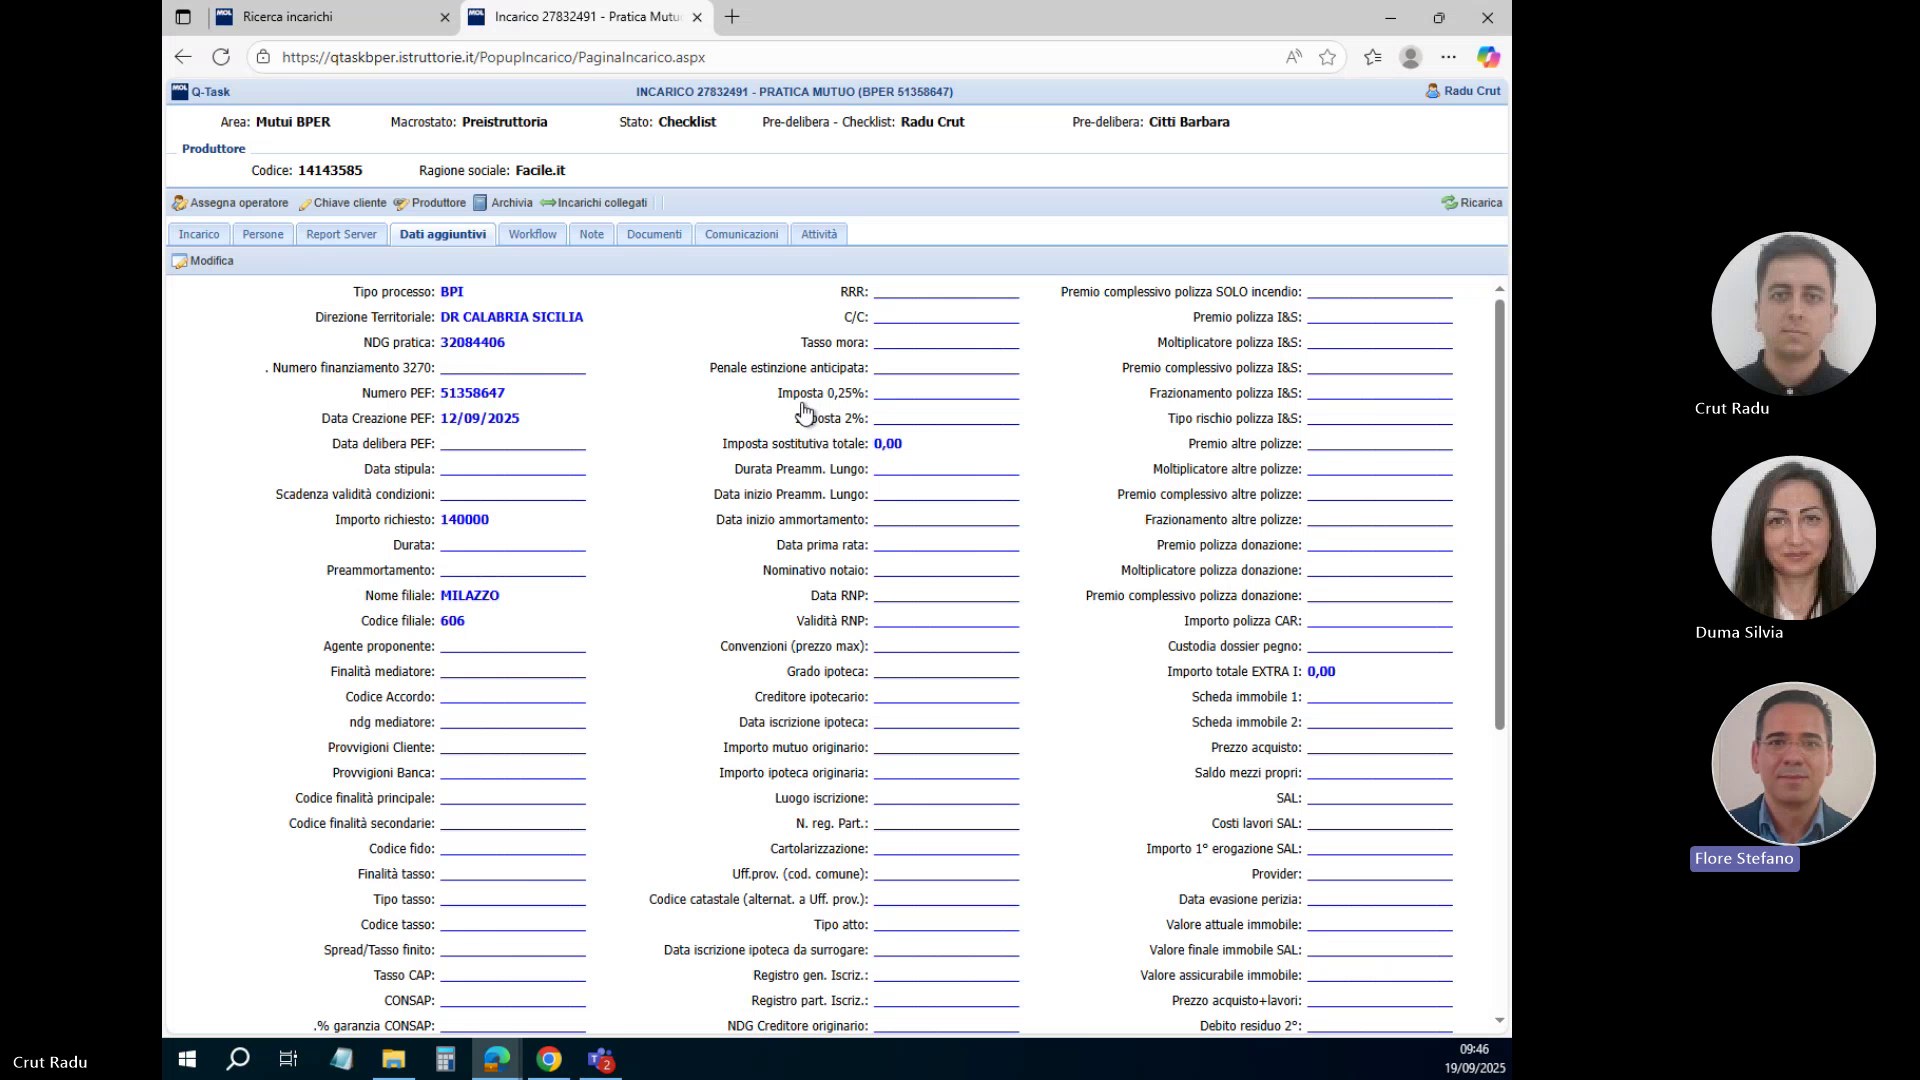 Ricerca incarichi
Incarico 27832491 - Pratica Mutu
https://qtaskbper.istruttorie.it/PopupIncarico/PaginaIncarico.aspx
MOL Q-Task
INCARICO 27832491 - PRATICA MUTUO (BPER 51358647)
Radu Crut
Area: Mutui BPER Macrostato: Preistruttoria Stato: Checklist Pre-delibera - Checklist: Radu Crut Pre-delibera: Citti Barbara
Produttore
Codice: 14143585 Ragione sociale: Facile.it
Assegna operatore Chiave cliente Produttore Archivia Incarichi collegati Ricarica
Incarico Persone Report Server Dati aggiuntivi Workflow Note Documenti Comunicazioni Attività
Modifica
Tipo processo: BPI
Direzione Territoriale: DR CALABRIA SICILIA
NDG pratica: 32084406
. Numero finanziamento 3270:
Numero PEF: 51358647
Data Creazione PEF: 12/09/2025
Data delibera PEF:
Data stipula:
Scadenza validità condizioni:
Importo richiesto: 140000
Durata:
Preammortamento:
Nome filiale: MILAZZO
Codice filiale: 606
Agente proponente:
Finalità mediatore:
Codice Accordo:
ndg mediatore:
Provvigioni Cliente:
Provvigioni Banca:
Codice finalità principale:
Codice finalità secondarie:
Codice fido:
Finalità tasso:
Tipo tasso:
Codice tasso:
Spread/Tasso finito:
Tasso CAP:
CONSAP:
.% garanzia CONSAP:
RRR:
C/C:
Tasso mora:
Penale estinzione anticipata:
Imposta 0,25%:
posta 2%:
Imposta sostitutiva totale: 0,00
Durata Preamm. Lungo:
Data inizio Preamm. Lungo:
Data inizio ammortamento:
Data prima rata:
Nominativo notaio:
Data RNP:
Validità RNP:
Convenzioni (prezzo max):
Grado ipoteca:
Creditore ipotecario:
Data iscrizione ipoteca:
Importo mutuo originario:
Importo ipoteca originaria:
Luogo iscrizione:
N. reg. Part.:
Cartolarizzazione:
Uff.prov. (cod. comune):
Codice catastale (alternat. a Uff. prov.):
Tipo atto:
Data iscrizione ipoteca da surrogare:
Registro gen. Iscriz.:
Registro part. Iscriz.:
NDG Creditore originario:
Premio complessivo polizza SOLO incendio:
Premio polizza I&S:
Moltiplicatore polizza I&S:
Premio complessivo polizza I&S:
Frazionamento polizza I&S:
Tipo rischio polizza I&S:
Premio altre polizze:
Moltiplicatore altre polizze:
Premio complessivo altre polizze:
Frazionamento altre polizze:
Premio polizza donazione:
Moltiplicatore polizza donazione:
Premio complessivo polizza donazione:
Importo polizza CAR:
Custodia dossier pegno:
Importo totale EXTRA I: 0,00
Scheda immobile 1:
Scheda immobile 2:
Prezzo acquisto:
Saldo mezzi propri:
SAL:
Costi lavori SAL:
Importo 1° erogazione SAL:
Provider:
Data evasione perizia:
Valore attuale immobile:
Valore finale immobile SAL:
Valore assicurabile immobile:
Prezzo acquisto+lavori:
Debito residuo 2°:
Crut Radu
Duma Silvia
Flore Stefano
Crut Radu
2
09:46
19/09/2025